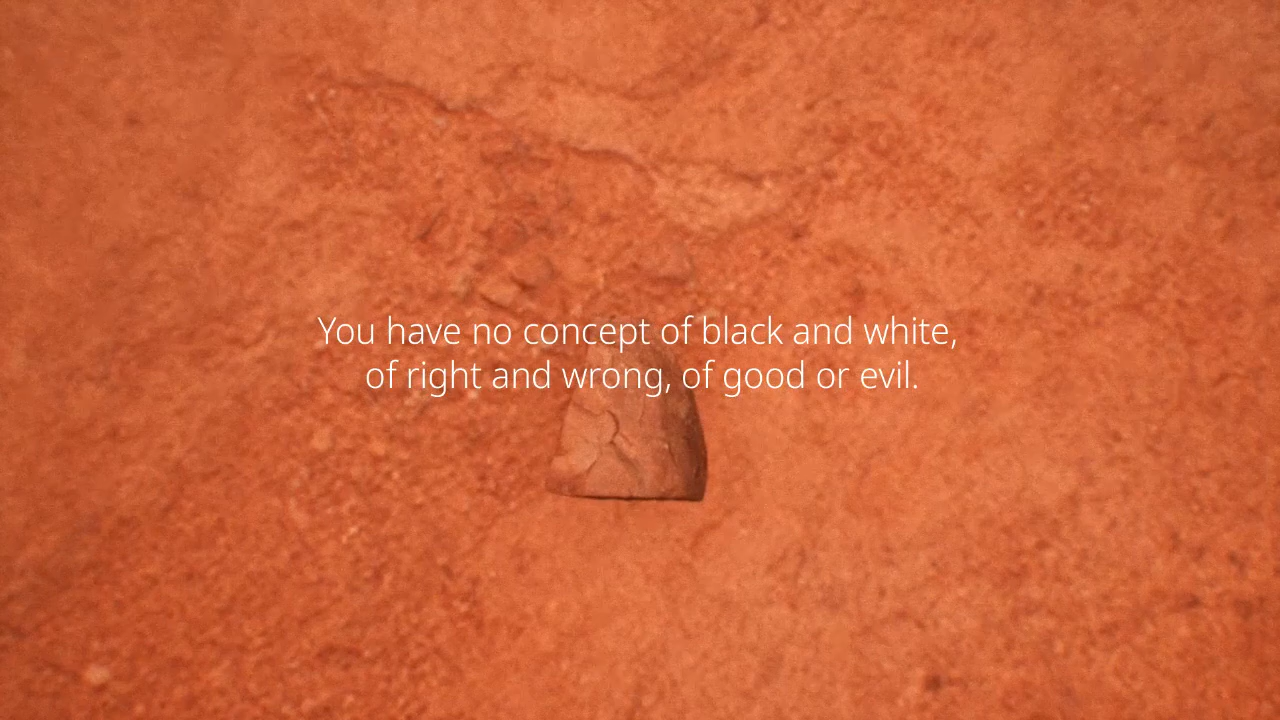 You have no concept of black and white,
of right and wrong, of good or evil.